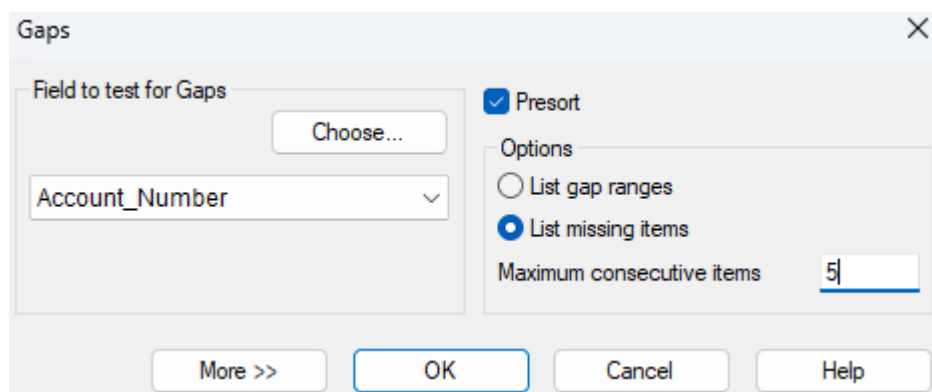 Gaps
Field to test for Gaps
Choose...
Account_Number
Presort
Options
List gap ranges
List missing items
Maximum consecutive items 5
More >> OK Cancel Help